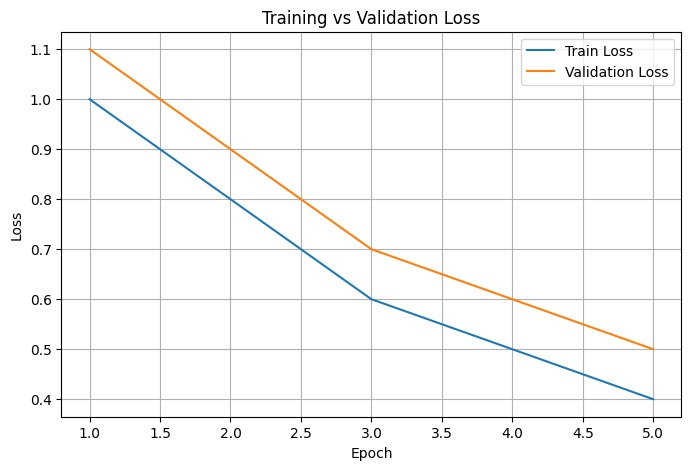 Training vs Validation Loss
Train Loss
Validation Loss
1.1
1.0
0.9
0.8
0.7
0.6
0.5
0.4
Loss
1.0 1.5 2.0 2.5 3.0 3.5 4.0 4.5 5.0
Epoch